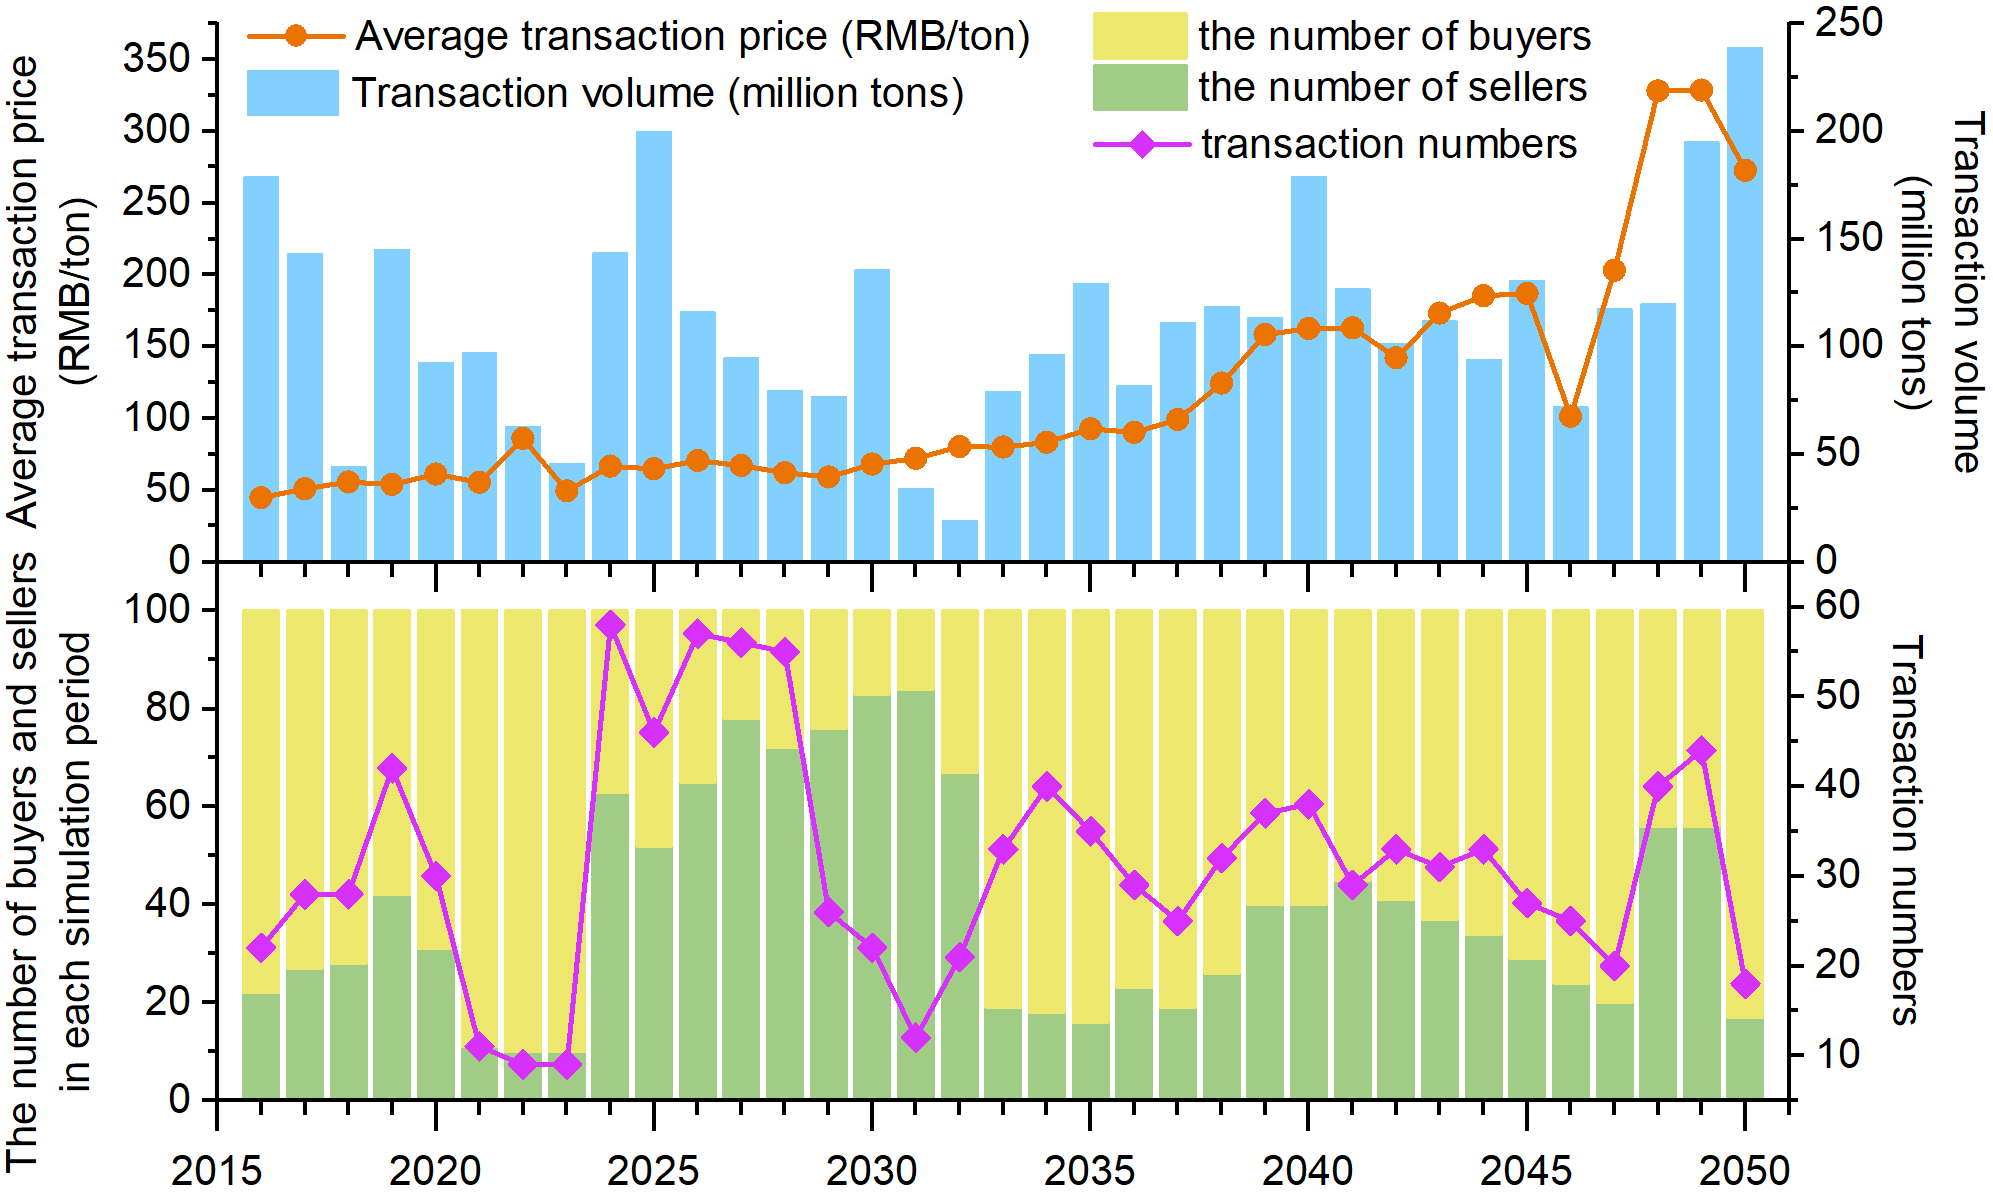 Average transaction price
(RMB/ton)
350
300
250
200
150
100
50
0
Average transaction price (RMB/ton)
Transaction volume (million tons)
the number of buyers
the number of sellers
transaction numbers
250
200
150
100
50
0
Transaction volume
(million tons)
The number of buyers and sellers
in each simulation period
100
80
60
40
20
0
60
50
40
30
20
10
Transaction numbers
2015
2020
2025
2030
2035
2040
2045
2050